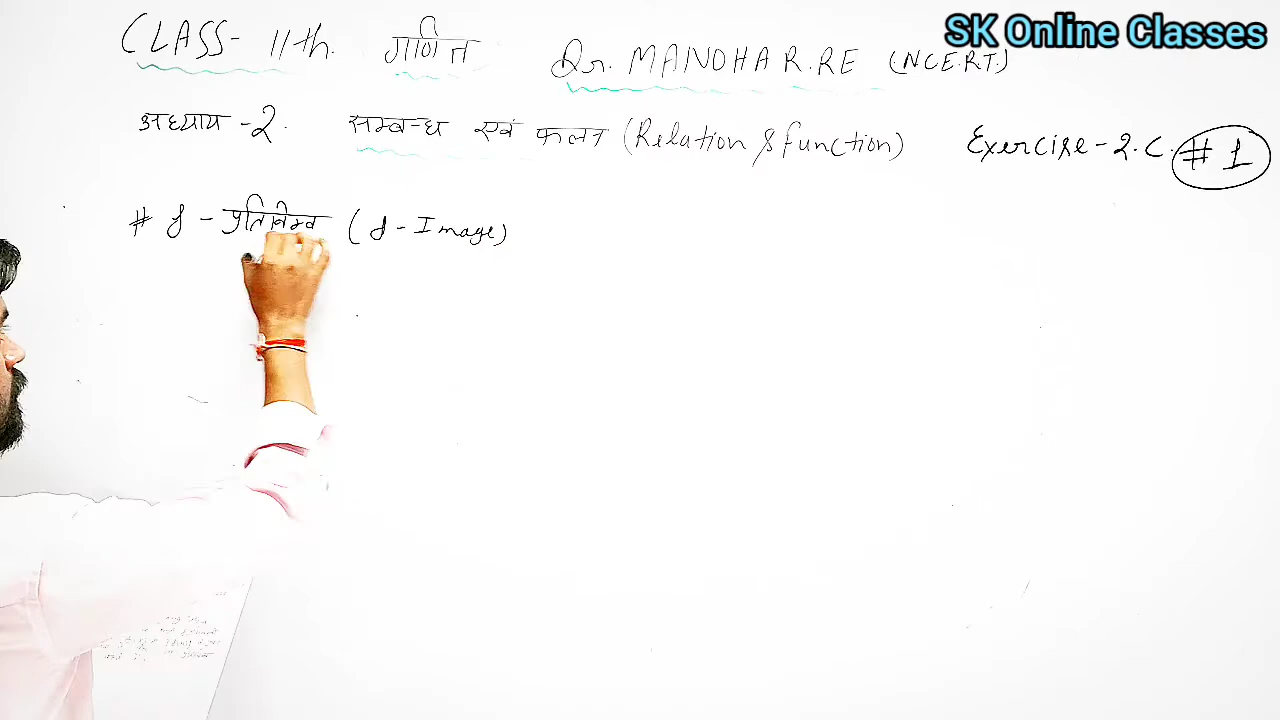 SK Online Classes
CLASS- 11th. गणित Dr. MANOHAR.RE (NCERT.)
अध्याय -2. सम्बन्ध एवं फलन (Relation & function) Exercise-2.C. #1
# f - प्रतिबिम्ब (f - Image)